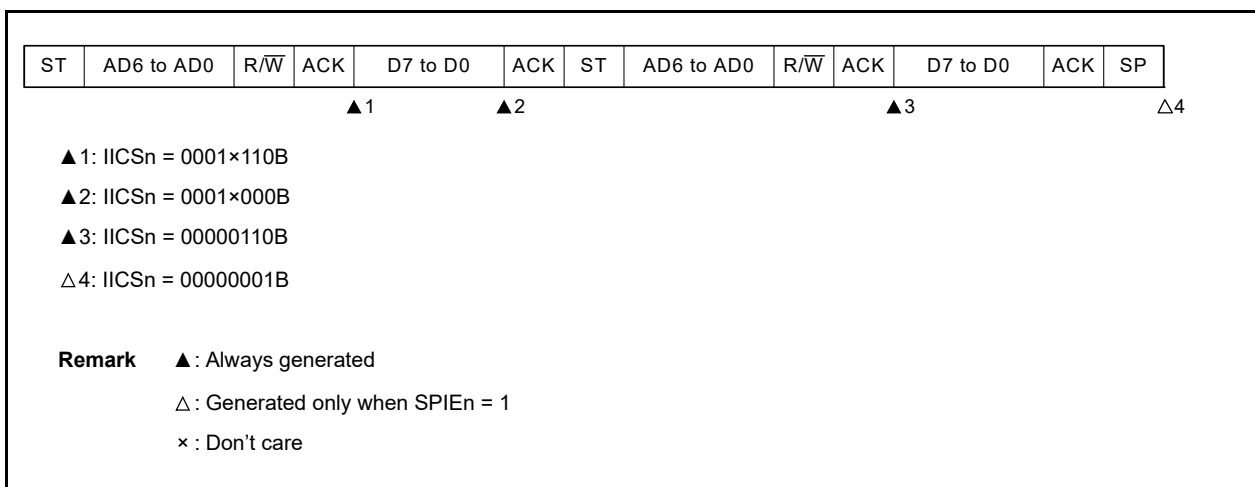 ST AD6 to AD0 R/W̅ ACK D7 to D0 ACK ST AD6 to AD0 R/W̅ ACK D7 to D0 ACK SP
▲1 ▲2 ▲3 △4
▲1: IICSn = 0001×110B
▲2: IICSn = 0001×000B
▲3: IICSn = 00000110B
△4: IICSn = 00000001B
Remark ▲: Always generated
△: Generated only when SPIEn = 1
×: Don't care